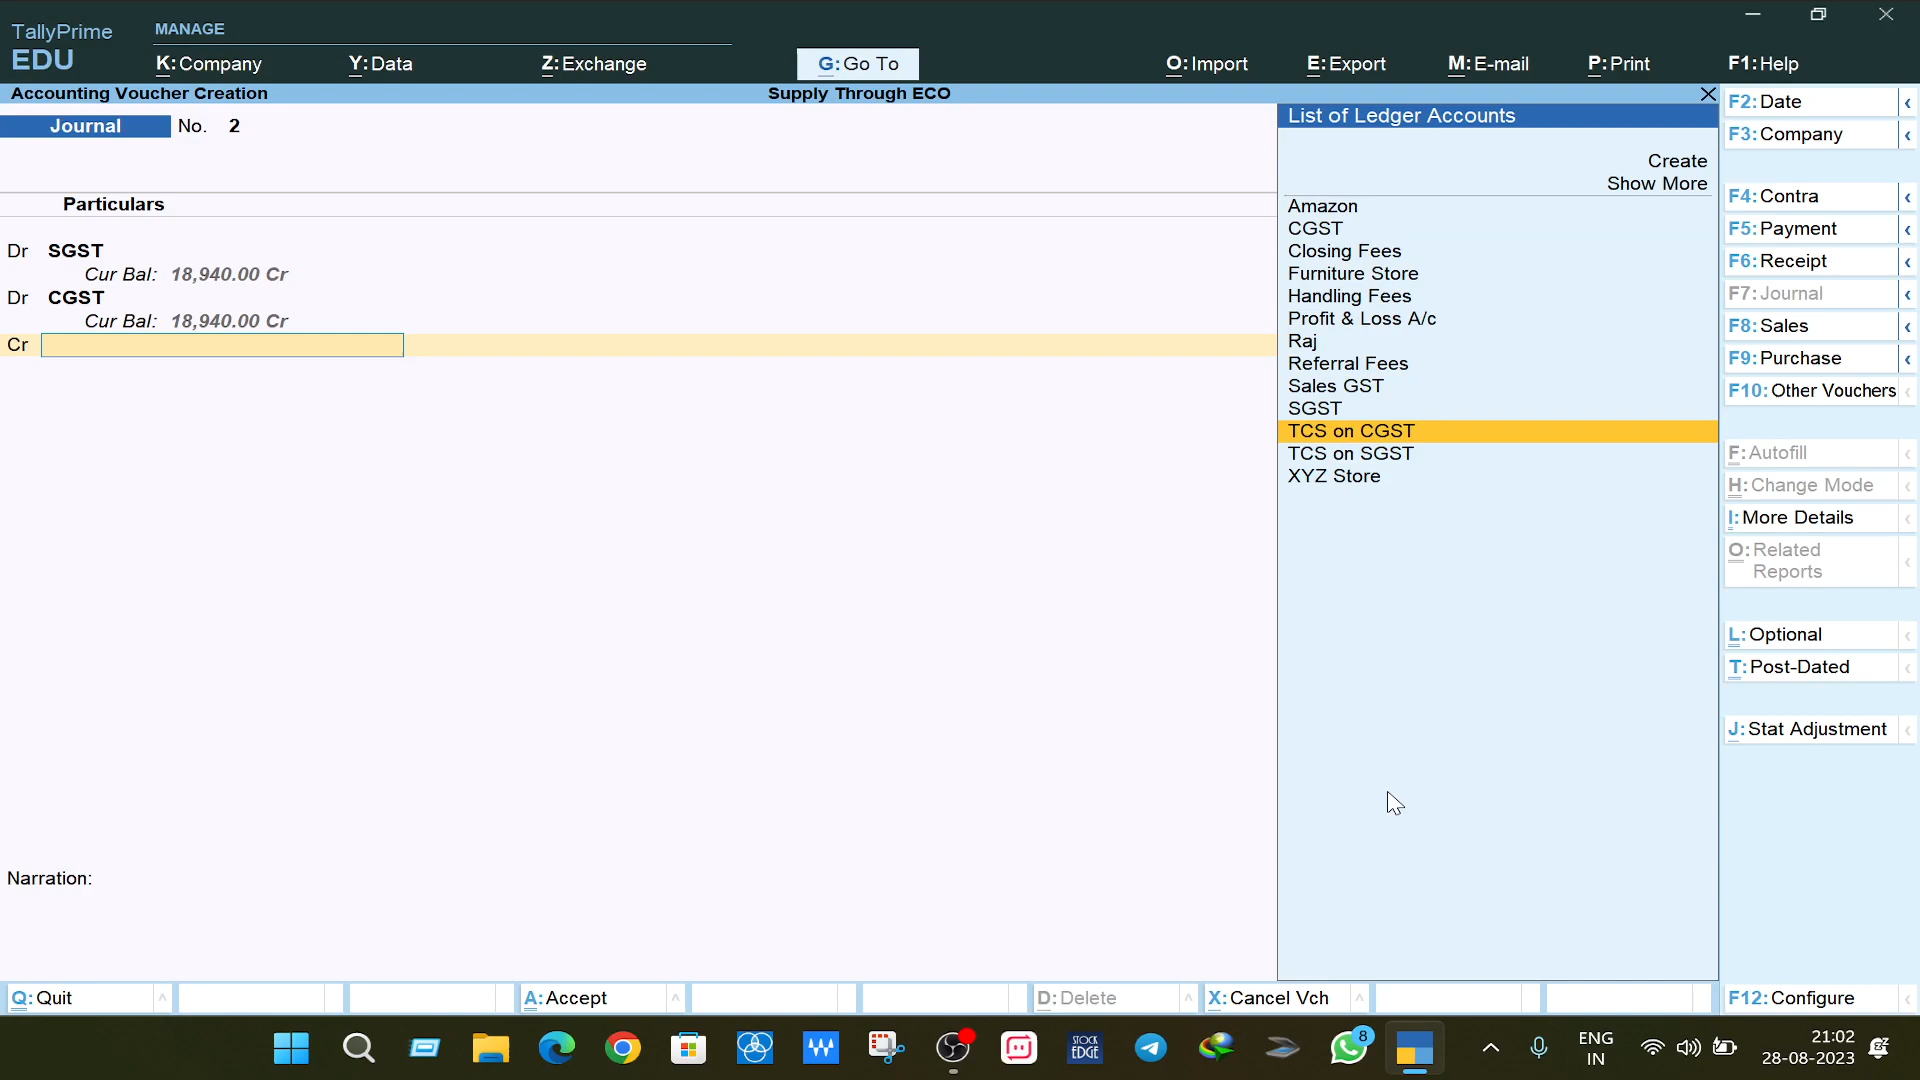 TallyPrime
EDU
MANAGE
K:Company
Y:Data
Z:Exchange
G:Go To
O:Import
E:Export
M:E-mail
P:Print
F1:Help
Accounting Voucher Creation
Supply Through ECO
Journal No. 2
Particulars
Dr SGST
Cur Bal: 18,940.00 Cr
Dr CGST
Cur Bal: 18,940.00 Cr
Cr
Narration:
List of Ledger Accounts
Create
Show More
Amazon
CGST
Closing Fees
Furniture Store
Handling Fees
Profit & Loss A/c
Raj
Referral Fees
Sales GST
SGST
TCS on CGST
TCS on SGST
XYZ Store
F2:Date
F3:Company
F4:Contra
F5:Payment
F6:Receipt
F7:Journal
F8:Sales
F9:Purchase
F10:Other Vouchers
F:Autofill
H:Change Mode
I:More Details
O:Related
Reports
L:Optional
T:Post-Dated
J:Stat Adjustment
Q:Quit
A:Accept
D:Delete
X:Cancel Vch
F12:Configure
STOCK
EDGE
8
ENG
IN
21:02
28-08-2023